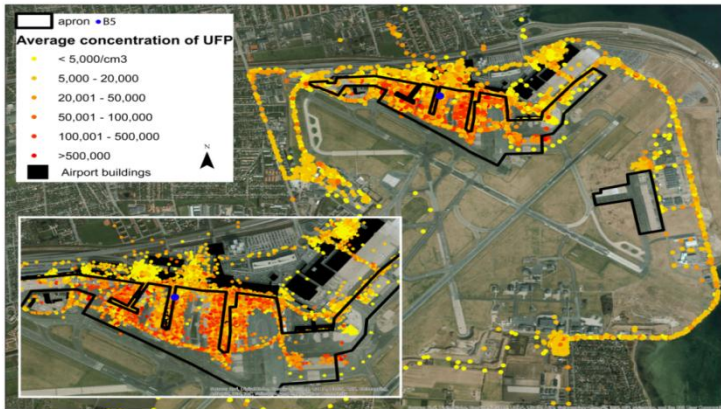 apron B5
Average concentration of UFP
< 5,000/cm3
5,000 - 20,000
20,001 - 50,000
50,001 - 100,000
100,001 - 500,000
>500,000
Airport buildings
N